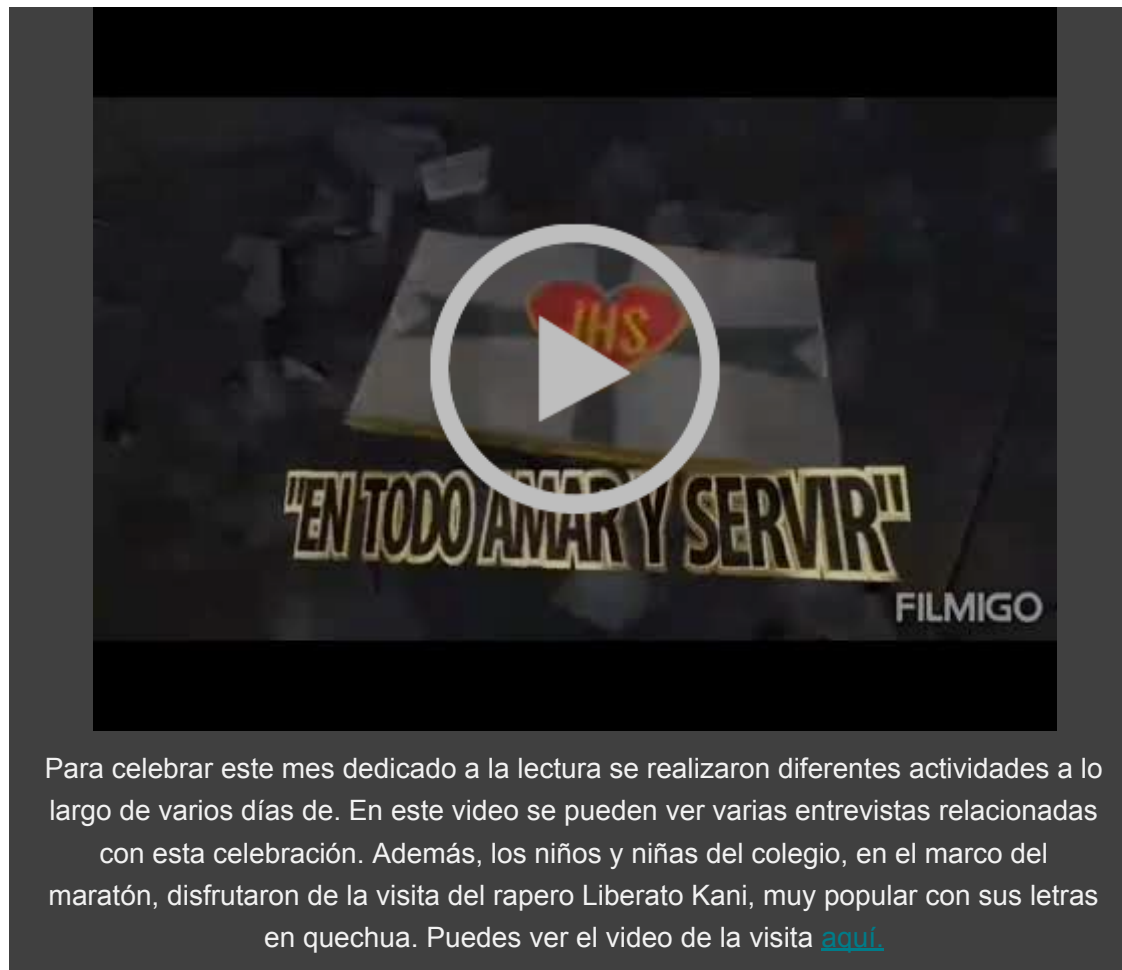 IHS
"EN TODO AMAR Y SERVIR"
FILMIGO
Para celebrar este mes dedicado a la lectura se realizaron diferentes actividades a lo
largo de varios días de. En este video se pueden ver varias entrevistas relacionadas
con esta celebración. Además, los niños y niñas del colegio, en el marco del
maratón, disfrutaron de la visita del rapero Liberato Kani, muy popular con sus letras
en quechua. Puedes ver el video de la visita aquí.